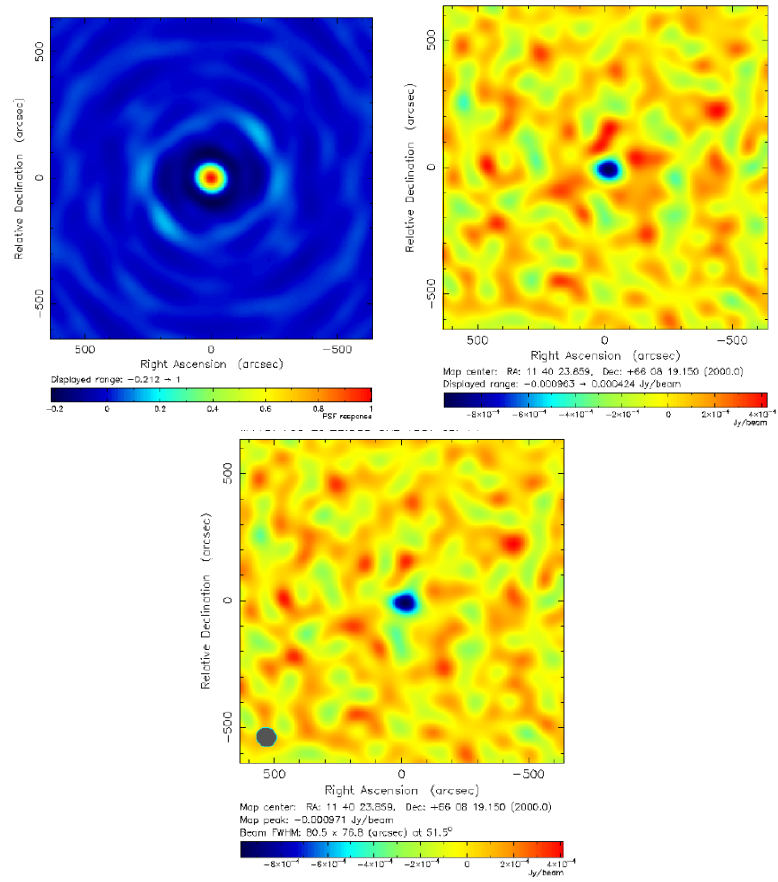 Relative Declination (arcsec)
500
0
-500
500 0 -500
Right Ascension (arcsec)
Displayed range: -0.212 → 1
-0.2 0 0.2 0.4 0.6 0.8 1
PSF response
Relative Declination (arcsec)
500
0
-500
500 0 -500
Right Ascension (arcsec)
Map center: RA: 11 40 23.859, Dec: +66 08 19.150 (2000.0)
Displayed range: -0.000963 → 0.000424 Jy/beam
-8×10⁻⁴ -6×10⁻⁴ -4×10⁻⁴ -2×10⁻⁴ 0 2×10⁻⁴ 4×10⁻⁴
Jy/beam
Relative Declination (arcsec)
500
0
-500
500 0 -500
Right Ascension (arcsec)
Map center: RA: 11 40 23.859, Dec: +66 08 19.150 (2000.0)
Map peak: -0.000971 Jy/beam
Beam FWHM: 80.5 x 76.8 (arcsec) at 51.5°
-8×10⁻⁴ -6×10⁻⁴ -4×10⁻⁴ -2×10⁻⁴ 0 2×10⁻⁴ 4×10⁻⁴
Jy/beam